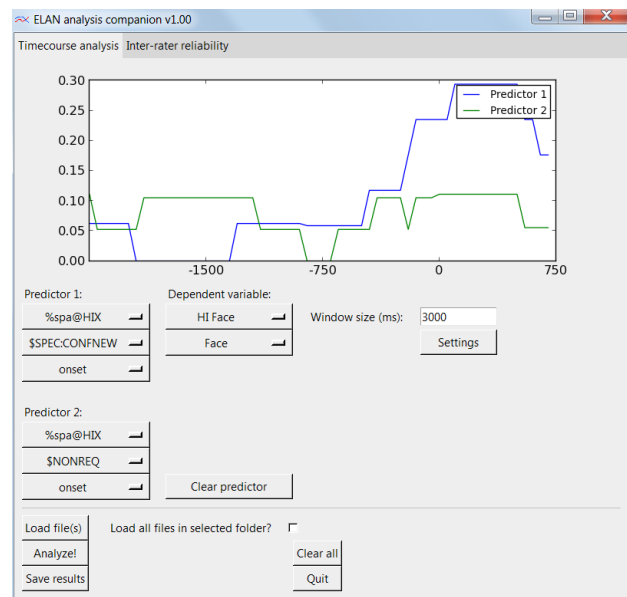 ELAN analysis companion v1.00
Timecourse analysis Inter-rater reliability
0.30
0.25
0.20
0.15
0.10
0.05
0.00
Predictor 1
Predictor 2
-1500 -750 0 750
Predictor 1: Dependent variable:
%spa@HIX HI Face Window size (ms): 3000
$SPEC:CONFNEW Face Settings
onset
Predictor 2:
%spa@HIX
$NONREQ
onset Clear predictor
Load file(s) Load all files in selected folder?
Analyze! Clear all
Save results Quit